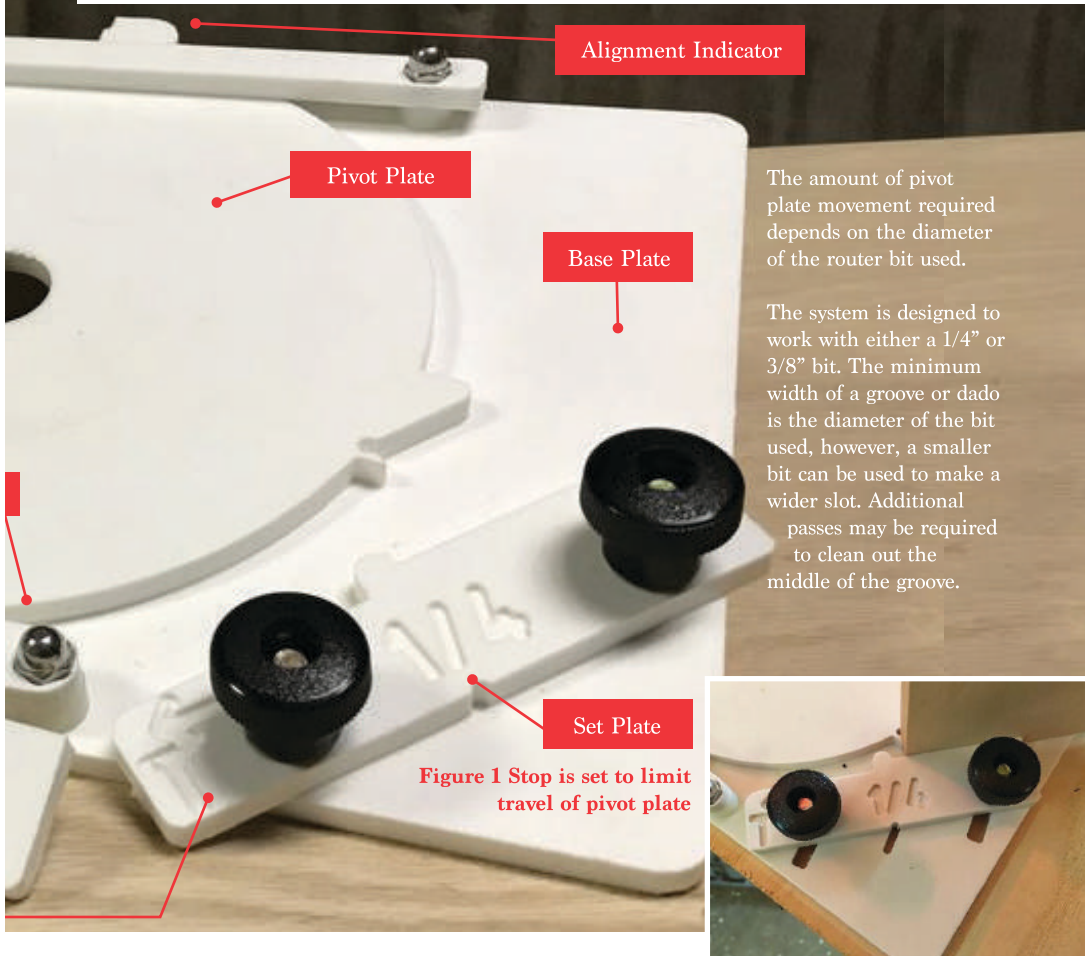 Alignment Indicator
Pivot Plate
Base Plate
The amount of pivot
plate movement required
depends on the diameter
of the router bit used.
The system is designed to
work with either a 1/4” or
3/8” bit. The minimum
width of a groove or dado
is the diameter of the bit
used, however, a smaller
bit can be used to make a
wider slot. Additional
passes may be required
to clean out the
middle of the groove.
1/4
Set Plate
Figure 1 Stop is set to limit
travel of pivot plate
1/4